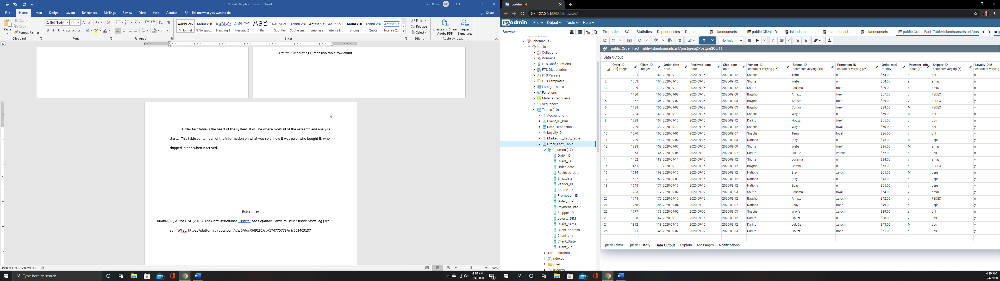 Module 8 option2 reese - Word
David Reese DR
File Home Insert Design Layout References Mailings Review View Help Acrobat Tell me what you want to do Share
Paste Cut Copy Format Painter
Clipboard
Calibri (Body) 11
Font
Paragraph
AaBbCcDc AaBbCcDc AaBbCc AaBbCcC AaB AaBbCcC AaBbCcDc AaBbCcDc AaBbCcDc AaBbCcDc AaBbCcDc AaBbCcDc
¶ Normal ¶ No Spac... Heading 1 Heading 2 Title Subtitle Subtle Em... Emphasis Intense E... Strong Quote Intense Q...
Styles
Find
Replace
Select
Editing
Create and Share Adobe PDF
Request Signatures
Adobe Acrobat
Figure 9. Marketing Dimension table row count.
9
Order fact table is the heart of the system. It will be where most all of the research and analysis
starts. This table contains all of the information on what was sold, how it was paid, who bought it, who
shipped it, and when it arrived.
References
Kimball, R., & Ross, M. (2013). The Data Warehouse Toolkit : The Definitive Guide to Dimensional Modeling (3rd
ed.). WIley. https://platform.virdocs.com/r/s/0/doc/549232/sp/174775773/mi/562409137
Page 9 of 9 768 words
100%
Type here to search
4:10 PM
9/4/2020
pgAdmin 4
127.0.0.1:59832/browser/
pgAdmin File Object Tools Help
Browser
Schemas (1)
public
Collations
Domains
FTS Configurations
FTS Dictionaries
FTS Parsers
FTS Templates
Foreign Tables
Functions
Materialized Views
Sequences
Tables (10)
Accounting
Client_ID_Dim
Date_Dimension
Loyalty_Dim
Marketing_Fact_Table
Order_Fact_Table
Columns (17)
Order_ID
Client_ID
Order_date
Recieved_date
Ship_date
Vendor_ID
Source_ID
Promotion_ID
Order_total
Payment_info
Shipper_ID
Loyalty_DIM
Client_name
Client_address
Client_city
Client_State
Client_Zip
Constraints
Indexes
Rules
Triggers
Properties SQL Statistics Dependencies Dependents Islandsunsets.... public.Client_ID... Islandsunsets.... Islandsunsets.... Islandsunsets.... public.Order_Fact_Table/Islandsunsets.art/pos
No limit
public.Order_Fact_Table/Islandsunsets.art/postgres@PostgreSQL 11
Data Output
Order_ID Client_ID Order_date Recieved_date Ship_date Vendor_ID Source_ID Promotion_ID Order_total Payment_info Shipper_ID Loyalty_DIM
[PK] integer integer date date date character varying (15) character varying (15) character varying (25) money "char" (1) character varying (6) character varying
1 1001 168 2020-09-10 2020-09-15 2020-09-12 Snapfis Terra n $64.00 d dhl n
2 1053 104 2020-09-10 2020-09-15 2020-09-12 Shutte Websi n $64.00 a amaz n
3 1089 110 2020-09-10 2020-09-15 2020-09-12 Shutte Jossma boho $39.00 d amaz n
4 1130 166 2020-09-08 2020-09-10 2020-09-08 Baypho Amazo freefr $57.00 d FEDEX n
5 1157 105 2020-09-02 2020-09-05 2020-09-03 Baypho Amazo boho $39.00 v FEDEX y
6 1188 106 2020-09-03 2020-09-08 2020-09-03 Baypho Comin freefr $38.00 M FEDEX y
7 1204 168 2020-09-10 2020-09-15 2020-09-12 Snapfis Wayfa n $59.00 M dhl n
8 1238 107 2020-09-10 2020-09-15 2020-09-12 Darkro Houzz freefr $55.00 d ups n
9 1239 122 2020-09-11 2020-09-15 2020-09-12 Snapfis Wayfa loyal $60.00 a dhl y
10 1270 100 2020-09-06 2020-09-10 2020-09-07 Snapfis Terra loyal $36.00 v dhl y
11 1299 190 2020-09-02 2020-09-06 2020-09-03 Nations Etsy n $45.00 M usps y
12 1338 153 2020-09-07 2020-09-10 2020-09-08 Shutte Websi freefr $36.00 M amaz n
13 1353 145 2020-09-05 2020-09-10 2020-09-07 Darkro LuluGe zerosh $52.00 a ups n
14 1452 183 2020-09-11 2020-09-15 2020-09-12 Shutte Jossma n $84.00 v amaz y
15 1461 118 2020-09-10 2020-09-15 2020-09-12 Baypho Comin n $55.00 a FEDEX y
16 1514 169 2020-09-10 2020-09-15 2020-09-12 Nations Etsy zerosh $55.00 M usps n
17 1597 150 2020-09-09 2020-09-15 2020-09-12 Nations Etsy n $45.00 a usps y
18 1648 177 2020-09-10 2020-09-15 2020-09-12 Nations Ebay n $55.00 v usps y
19 1723 117 2020-09-02 2020-09-07 2020-09-03 Shutte Jossma loyal $64.00 v amaz y
20 1748 170 2020-09-10 2020-09-15 2020-09-12 Baypho Amazo zerosh $42.00 v FEDEX n
21 1768 186 2020-09-04 2020-09-10 2020-09-07 Nations Ebay boho $49.00 d usps y
22 1777 139 2020-09-02 2020-09-06 2020-09-03 Snapfis Wayfa zerosh $39.00 a dhl n
23 1888 167 2020-09-10 2020-09-15 2020-09-12 Darkro Houzz n $38.00 v ups y
24 1892 113 2020-09-10 2020-09-15 2020-09-12 Darkro LuluGe zerosh $43.00 M ups y
25 1971 146 2020-09-02 2020-09-07 2020-09-03 Darkro Houzz boho $61.00 d ups y
Query Editor Query History Data Output Explain Messages Notifications
4:10 PM
9/4/2020